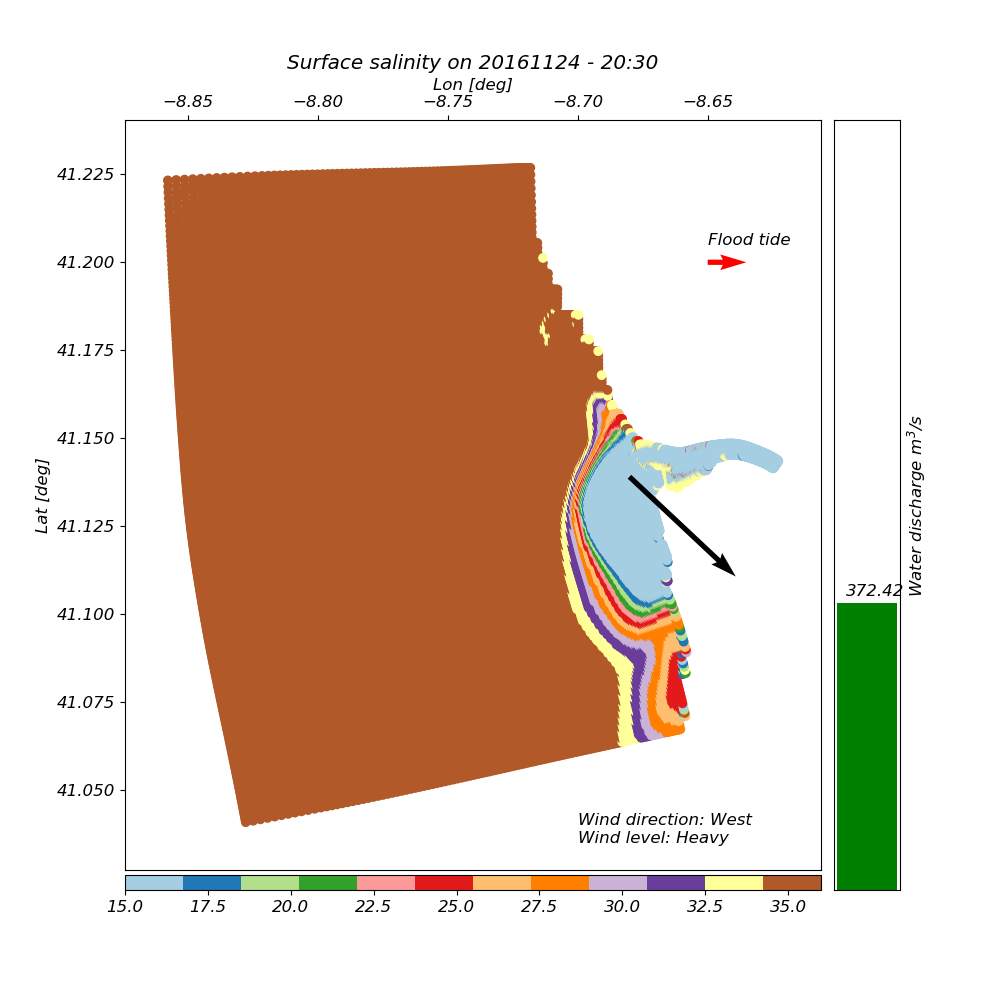 Surface salinity on 20161124 - 20:30
Lon [deg]
−8.85 −8.80 −8.75 −8.70 −8.65
41.225
41.200
41.175
41.150
41.125
41.100
41.075
41.050
Lat [deg]
Flood tide
Wind direction: West
Wind level: Heavy
372.42
Water discharge m³/s
15.0 17.5 20.0 22.5 25.0 27.5 30.0 32.5 35.0